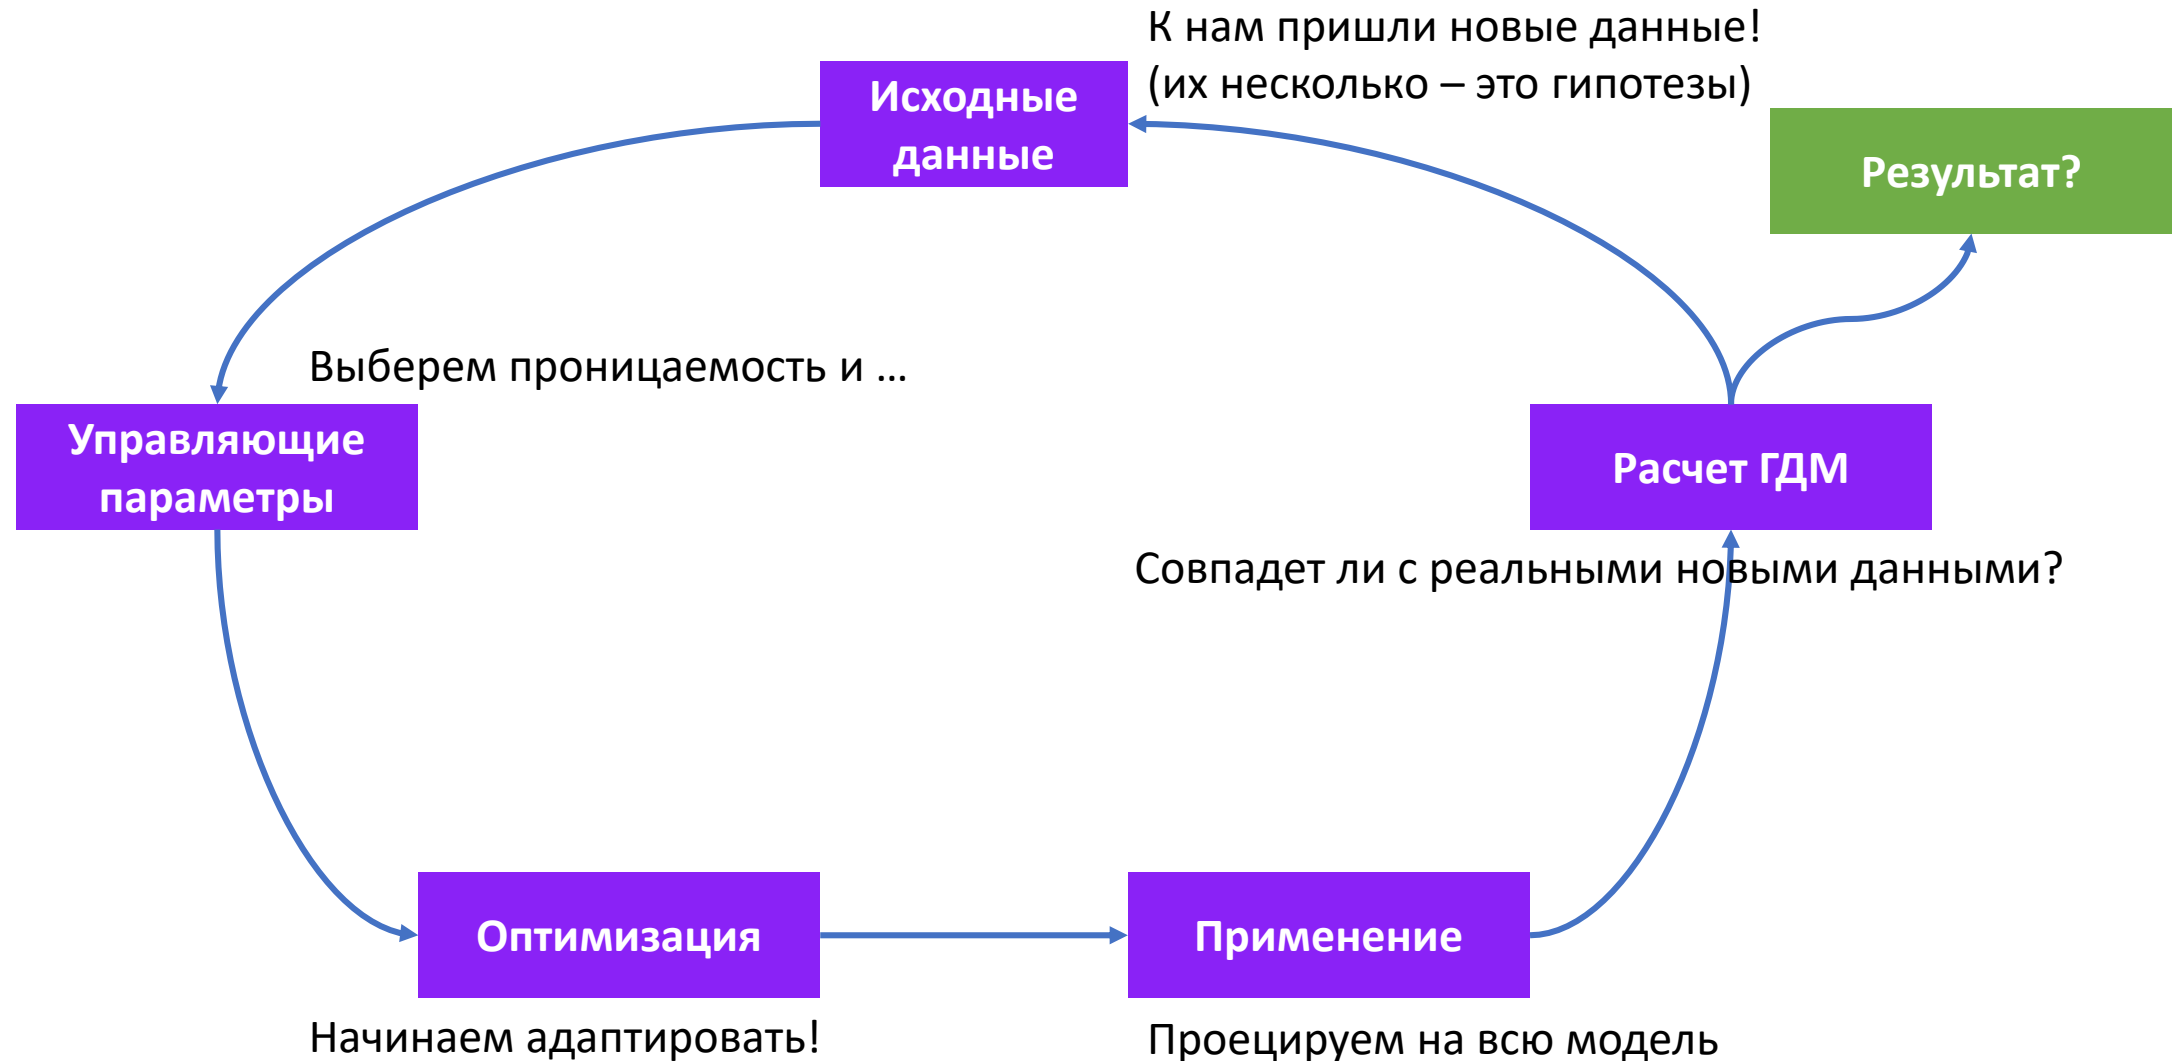 К нам пришли новые данные!
(их несколько – это гипотезы)
Исходные
данные
Результат?
Выберем проницаемость и ...
Управляющие
параметры
Расчет ГДМ
Совпадет ли с реальными новыми данными?
Оптимизация
Применение
Начинаем адаптировать!
Проецируем на всю модель